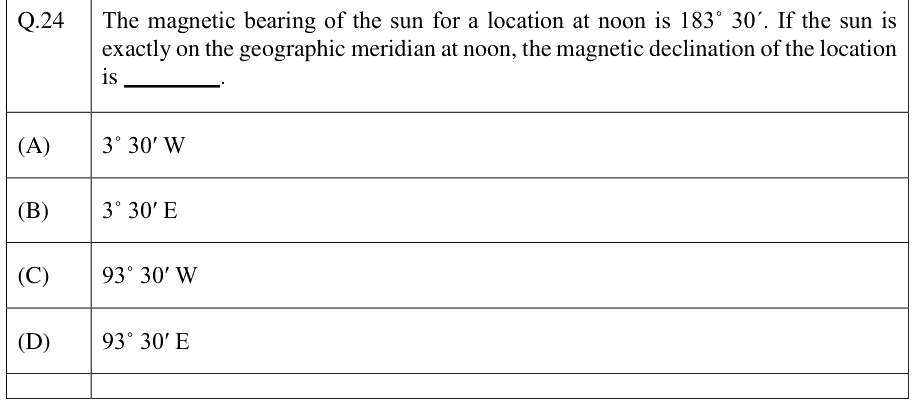 Q.24 The magnetic bearing of the sun for a location at noon is 183˚ 30´. If the sun is
exactly on the geographic meridian at noon, the magnetic declination of the location
is ________.
(A) 3˚ 30′ W
(B) 3˚ 30′ E
(C) 93˚ 30′ W
(D) 93˚ 30′ E